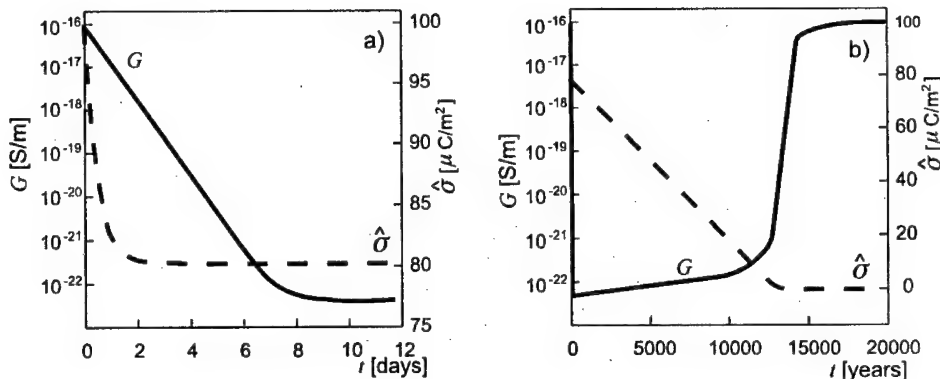 a)
10⁻¹⁶
10⁻¹⁷
10⁻¹⁸
10⁻¹⁹
10⁻²⁰
10⁻²¹
10⁻²²
G [S/m]
G
σ̂
100
95
90
85
80
75
σ̂ [μ C/m²]
0 2 4 6 8 10 12
t [days]
b)
10⁻¹⁶
10⁻¹⁷
10⁻¹⁸
10⁻¹⁹
10⁻²⁰
10⁻²¹
10⁻²²
G [S/m]
G
σ̂
100
80
60
40
20
0
σ̂ [μ C/m²]
0 5000 10000 15000 20000
t [years]